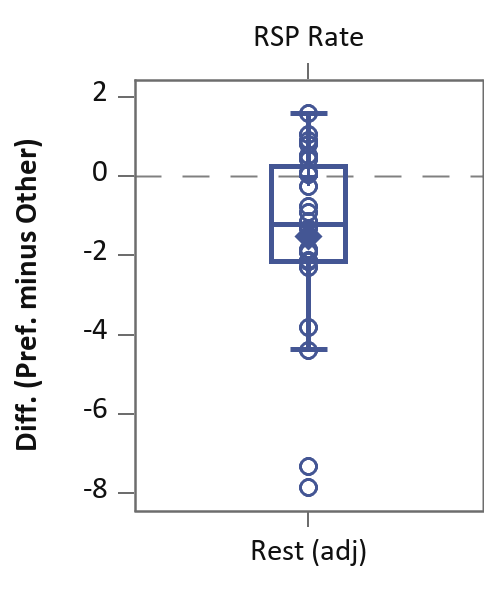 RSP Rate
2
0
-2
-4
-6
-8
Diff. (Pref. minus Other)
Rest (adj)